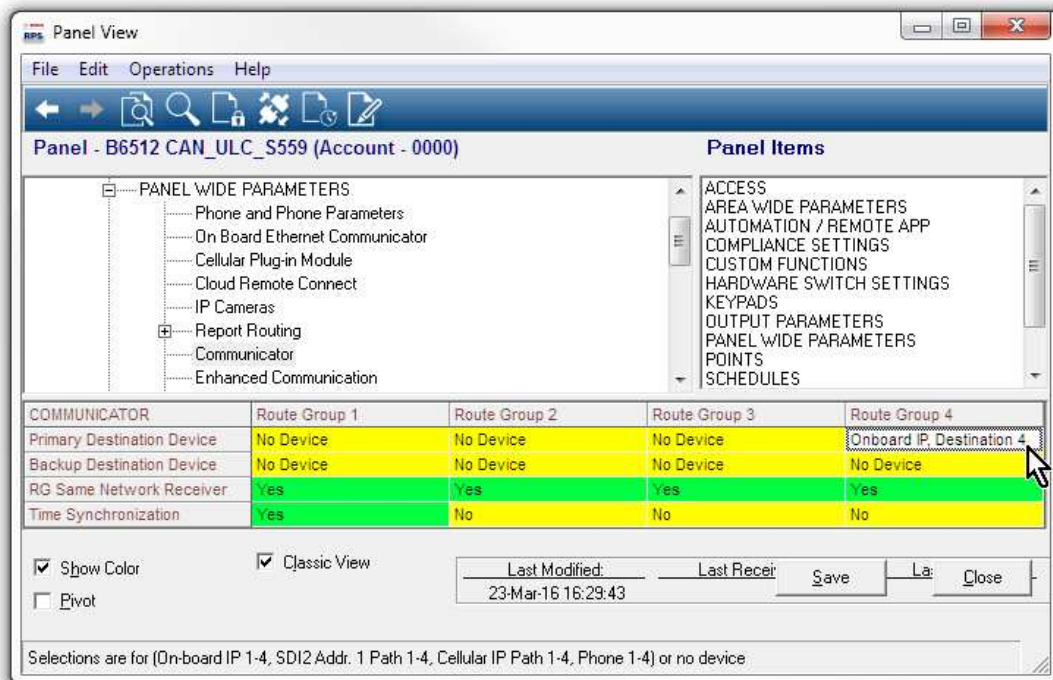 RPS Panel View
File Edit Operations Help
Panel - B6512 CAN_ULC_S559 (Account - 0000) Panel Items
PANEL WIDE PARAMETERS
Phone and Phone Parameters
On Board Ethernet Communicator
Cellular Plug-in Module
Cloud Remote Connect
IP Cameras
Report Routing
Communicator
Enhanced Communication
ACCESS
AREA WIDE PARAMETERS
AUTOMATION / REMOTE APP
COMPLIANCE SETTINGS
CUSTOM FUNCTIONS
HARDWARE SWITCH SETTINGS
KEYPADS
OUTPUT PARAMETERS
PANEL WIDE PARAMETERS
POINTS
SCHEDULES
COMMUNICATOR Route Group 1 Route Group 2 Route Group 3 Route Group 4
Primary Destination Device No Device No Device No Device Onboard IP, Destination 4
Backup Destination Device No Device No Device No Device No Device
RG Same Network Receiver Yes Yes Yes Yes
Time Synchronization Yes No No No
Show Color Classic View
Pivot
Last Modified: Last Recei La
23-Mar-16 16:29:43
Save Close
Selections are for (On-board IP 1-4, SDI2 Addr. 1 Path 1-4, Cellular IP Path 1-4, Phone 1-4) or no device